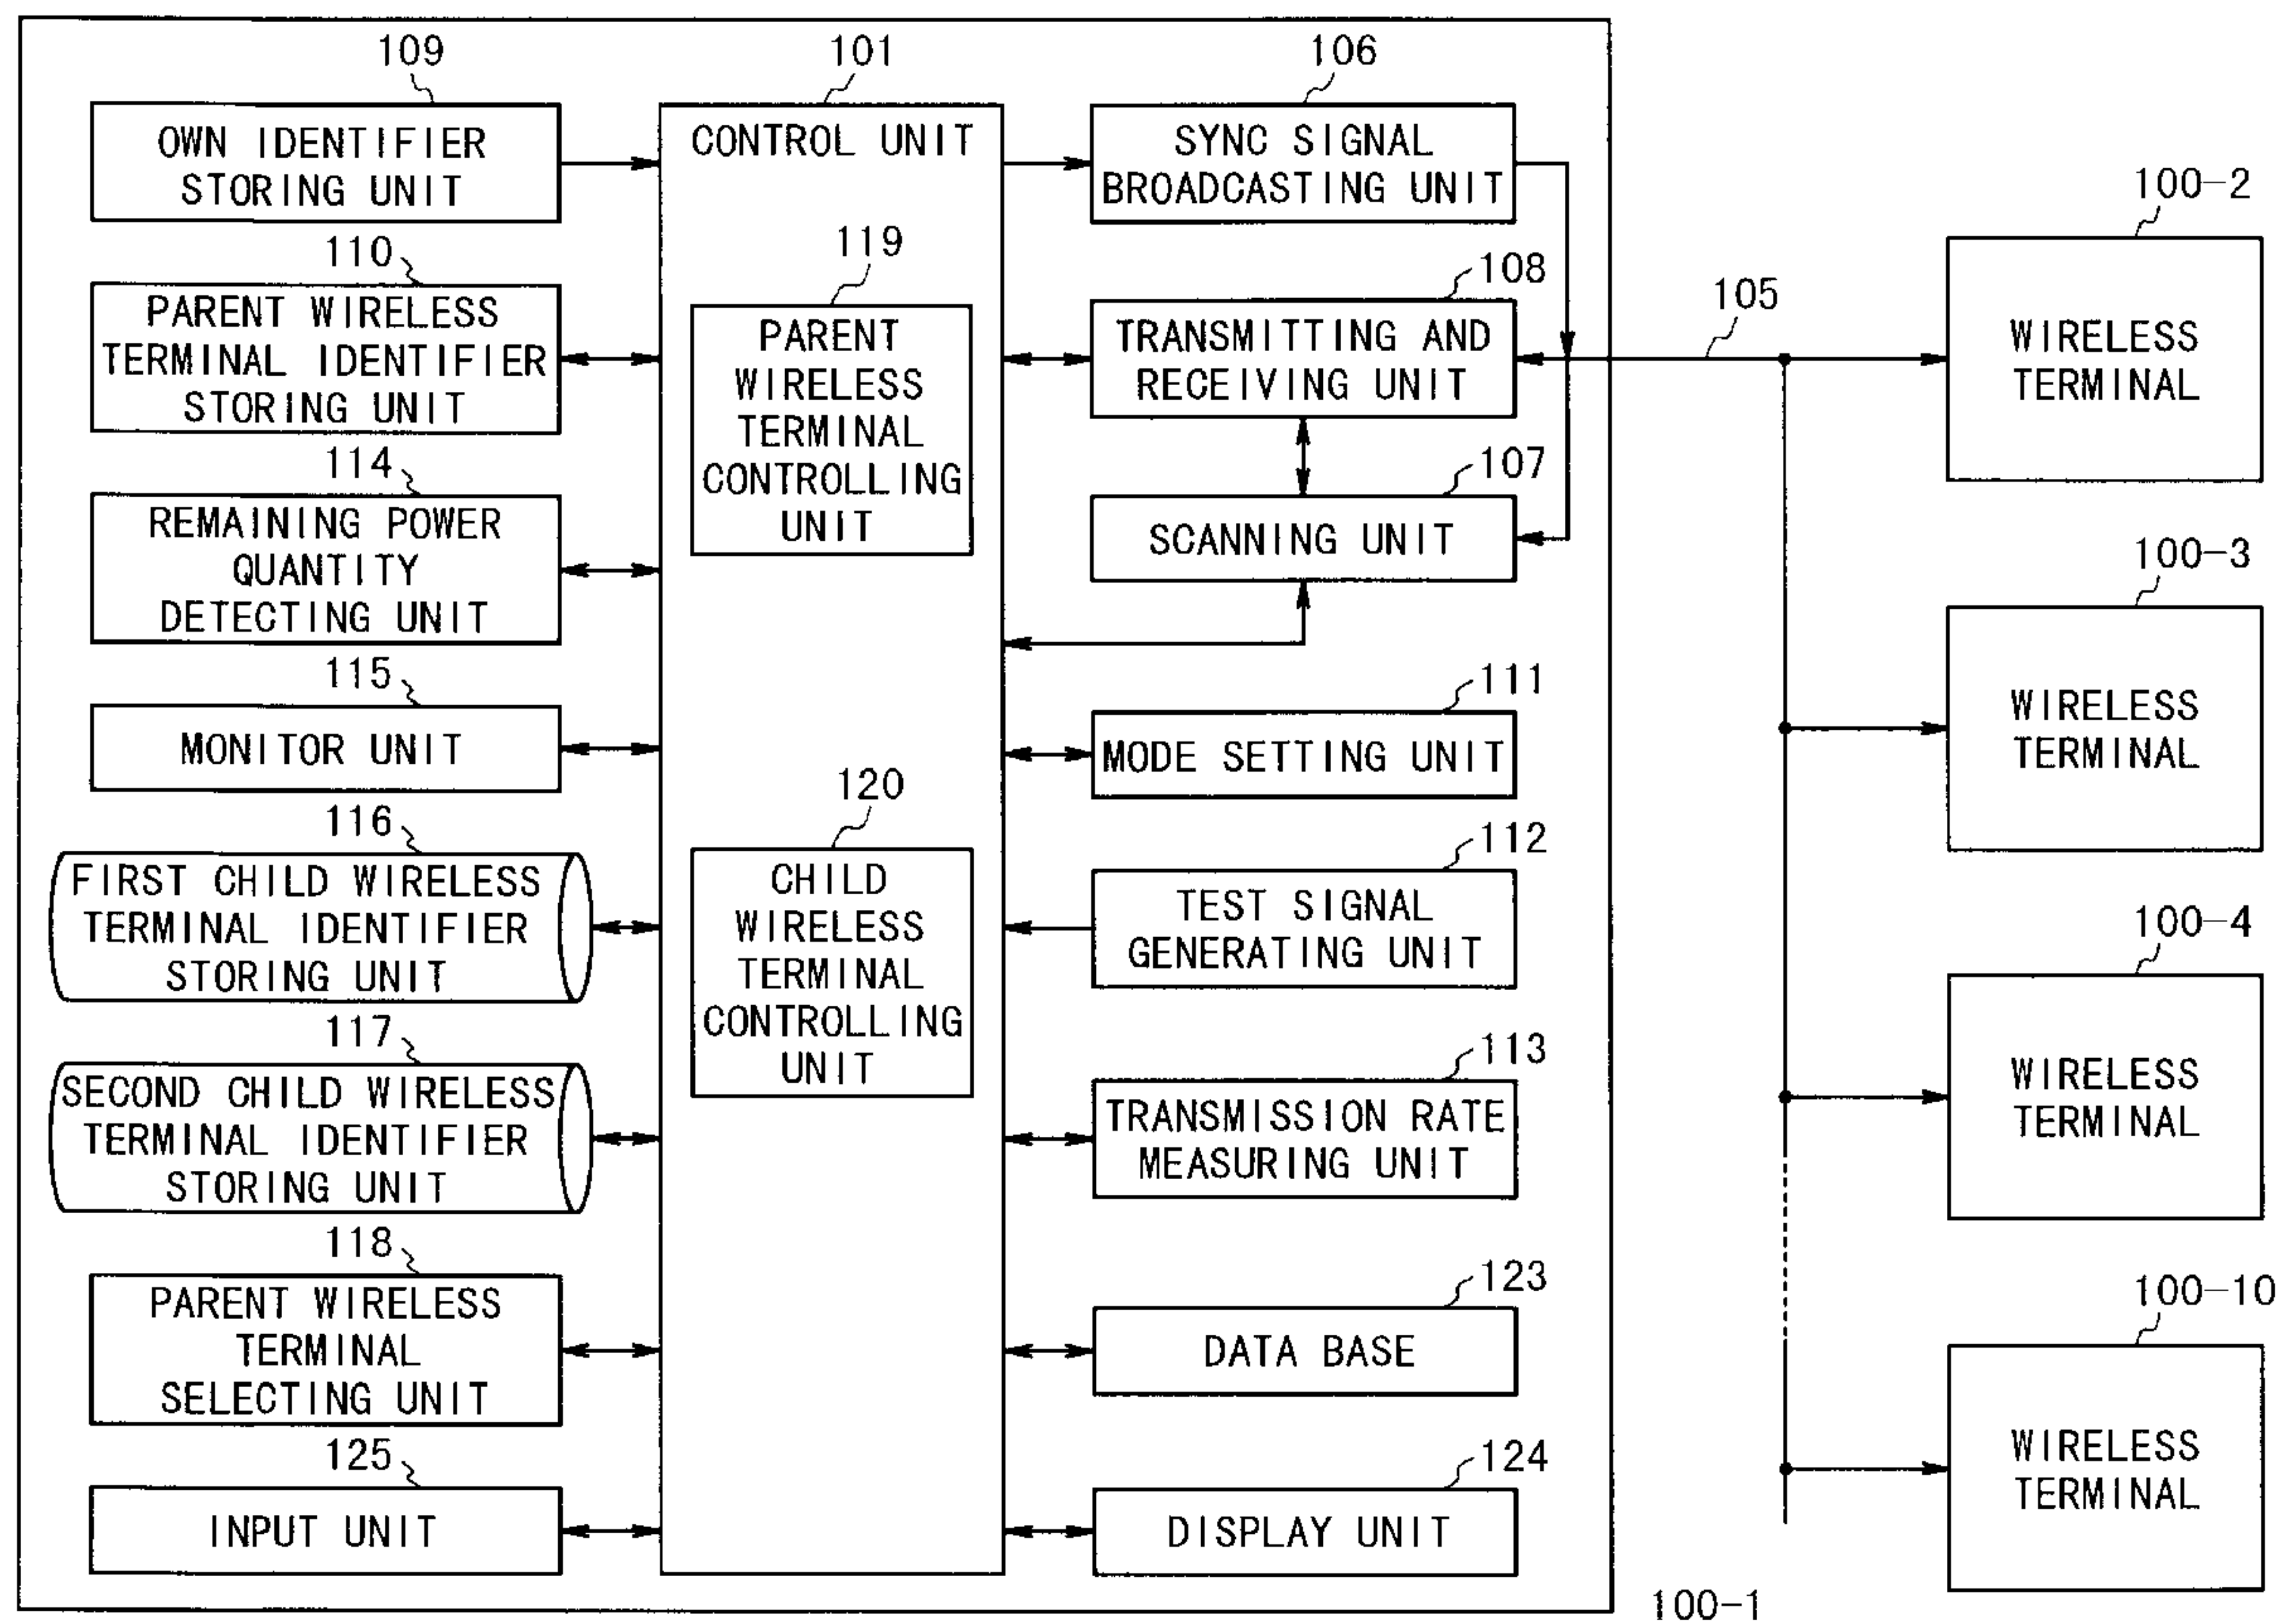 109
OWN IDENTIFIER
STORING UNIT
110
PARENT WIRELESS
TERMINAL IDENTIFIER
STORING UNIT
114
REMAINING POWER
QUANTITY
DETECTING UNIT
115
MONITOR UNIT
116
FIRST CHILD WIRELESS
TERMINAL IDENTIFIER
STORING UNIT
117
SECOND CHILD WIRELESS
TERMINAL IDENTIFIER
STORING UNIT
118
PARENT WIRELESS
TERMINAL
SELECTING UNIT
125
INPUT UNIT
101
CONTROL UNIT
119
PARENT
WIRELESS
TERMINAL
CONTROLLING
UNIT
120
CHILD
WIRELESS
TERMINAL
CONTROLLING
UNIT
106
SYNC SIGNAL
BROADCASTING UNIT
108
TRANSMITTING AND
RECEIVING UNIT
107
SCANNING UNIT
111
MODE SETTING UNIT
112
TEST SIGNAL
GENERATING UNIT
113
TRANSMISSION RATE
MEASURING UNIT
123
DATA BASE
124
DISPLAY UNIT
105
100-2
WIRELESS
TERMINAL
100-3
WIRELESS
TERMINAL
100-4
WIRELESS
TERMINAL
100-10
WIRELESS
TERMINAL
100-1